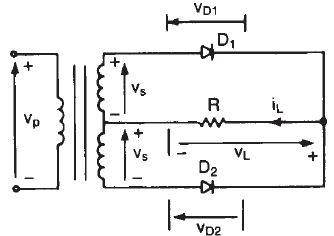 VD1
D1
+
+
vs
−
R
iL
vp
+
vs
−
−
vL
+
−
D2
VD2